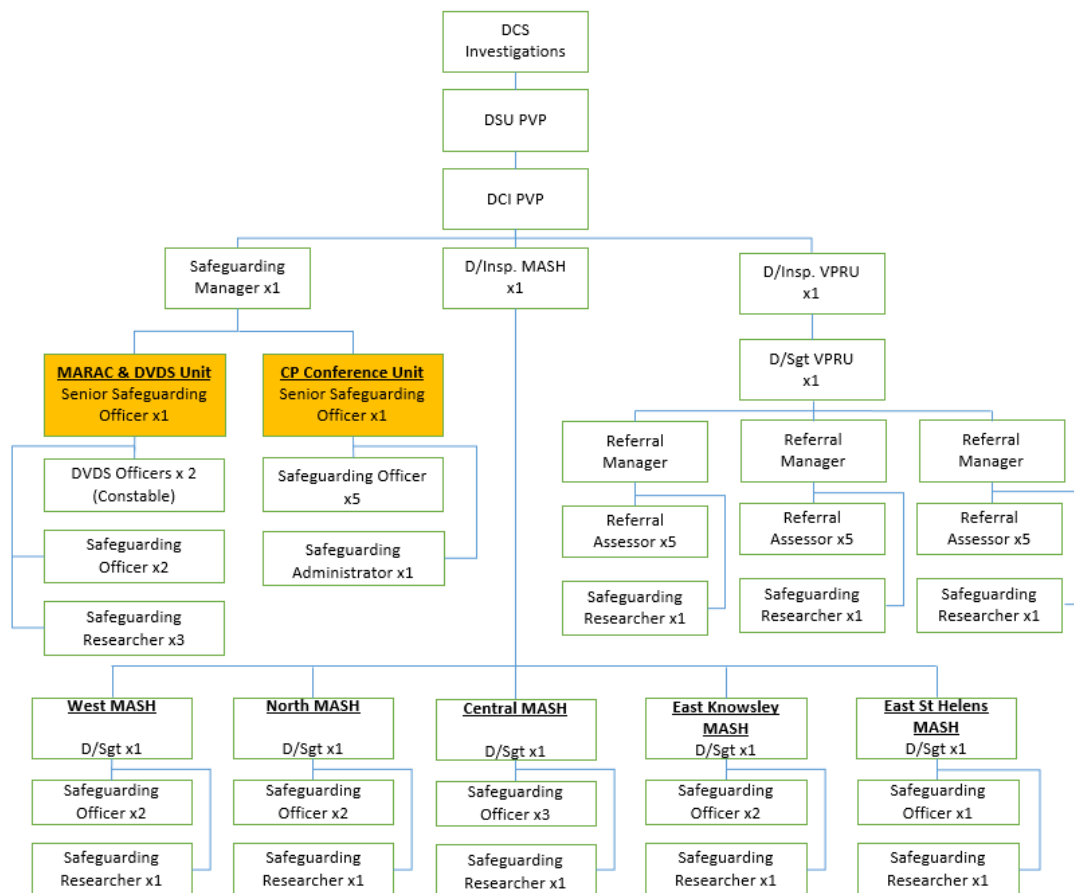 DCS
Investigations
DSU PVP
DCI PVP
Safeguarding
Manager x1
D/Insp. MASH
x1
D/Insp. VPRU
x1
D/Sgt VPRU
x1
MARAC & DVDS Unit
Senior Safeguarding
Officer x1
CP Conference Unit
Senior Safeguarding
Officer x1
DVDS Officers x 2
(Constable)
Safeguarding
Officer x2
Safeguarding
Researcher x3
Safeguarding Officer
x5
Safeguarding
Administrator x1
Referral
Manager
Referral
Assessor x5
Safeguarding
Researcher x1
Referral
Manager
Referral
Assessor x5
Safeguarding
Researcher x1
Referral
Manager
Referral
Assessor x5
Safeguarding
Researcher x1
West MASH
D/Sgt x1
Safeguarding
Officer x2
Safeguarding
Researcher x1
North MASH
D/Sgt x1
Safeguarding
Officer x2
Safeguarding
Researcher x1
Central MASH
D/Sgt x1
Safeguarding
Officer x3
Safeguarding
Researcher x1
East Knowsley
MASH
D/Sgt x1
Safeguarding
Officer x2
Safeguarding
Researcher x1
East St Helens
MASH
D/Sgt x1
Safeguarding
Officer x1
Safeguarding
Researcher x1